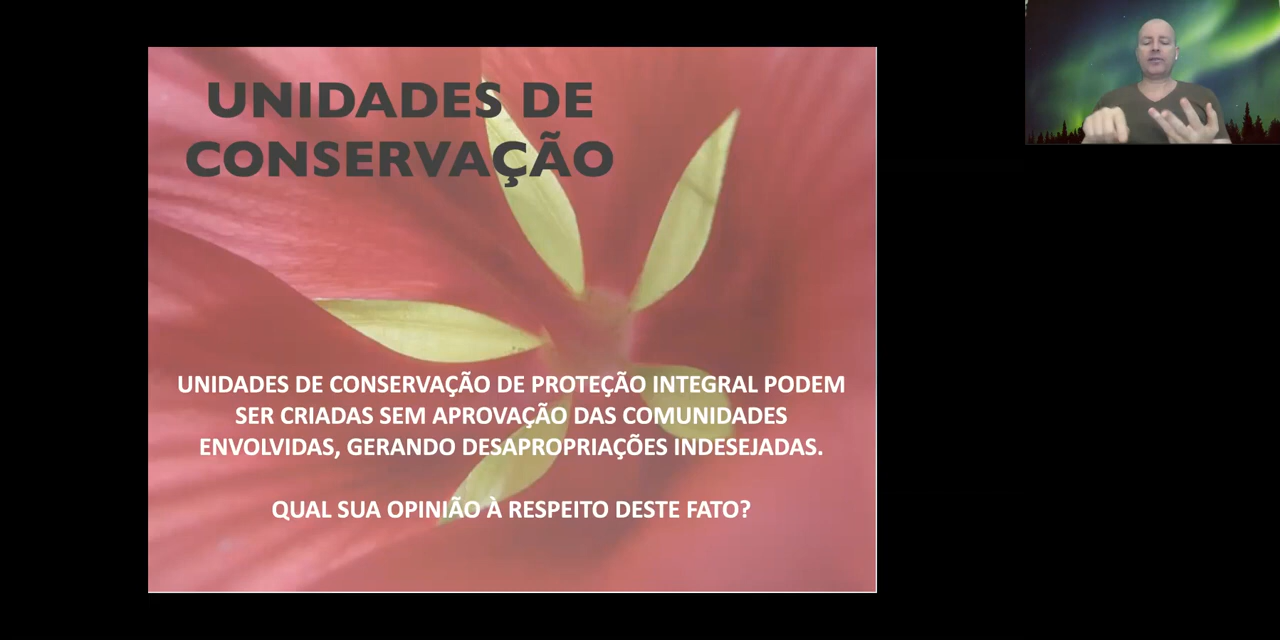 UNIDADES DE
CONSERVAÇÃO
UNIDADES DE CONSERVAÇÃO DE PROTEÇÃO INTEGRAL PODEM
SER CRIADAS SEM APROVAÇÃO DAS COMUNIDADES
ENVOLVIDAS, GERANDO DESAPROPRIAÇÕES INDESEJADAS.
QUAL SUA OPINIÃO À RESPEITO DESTE FATO?